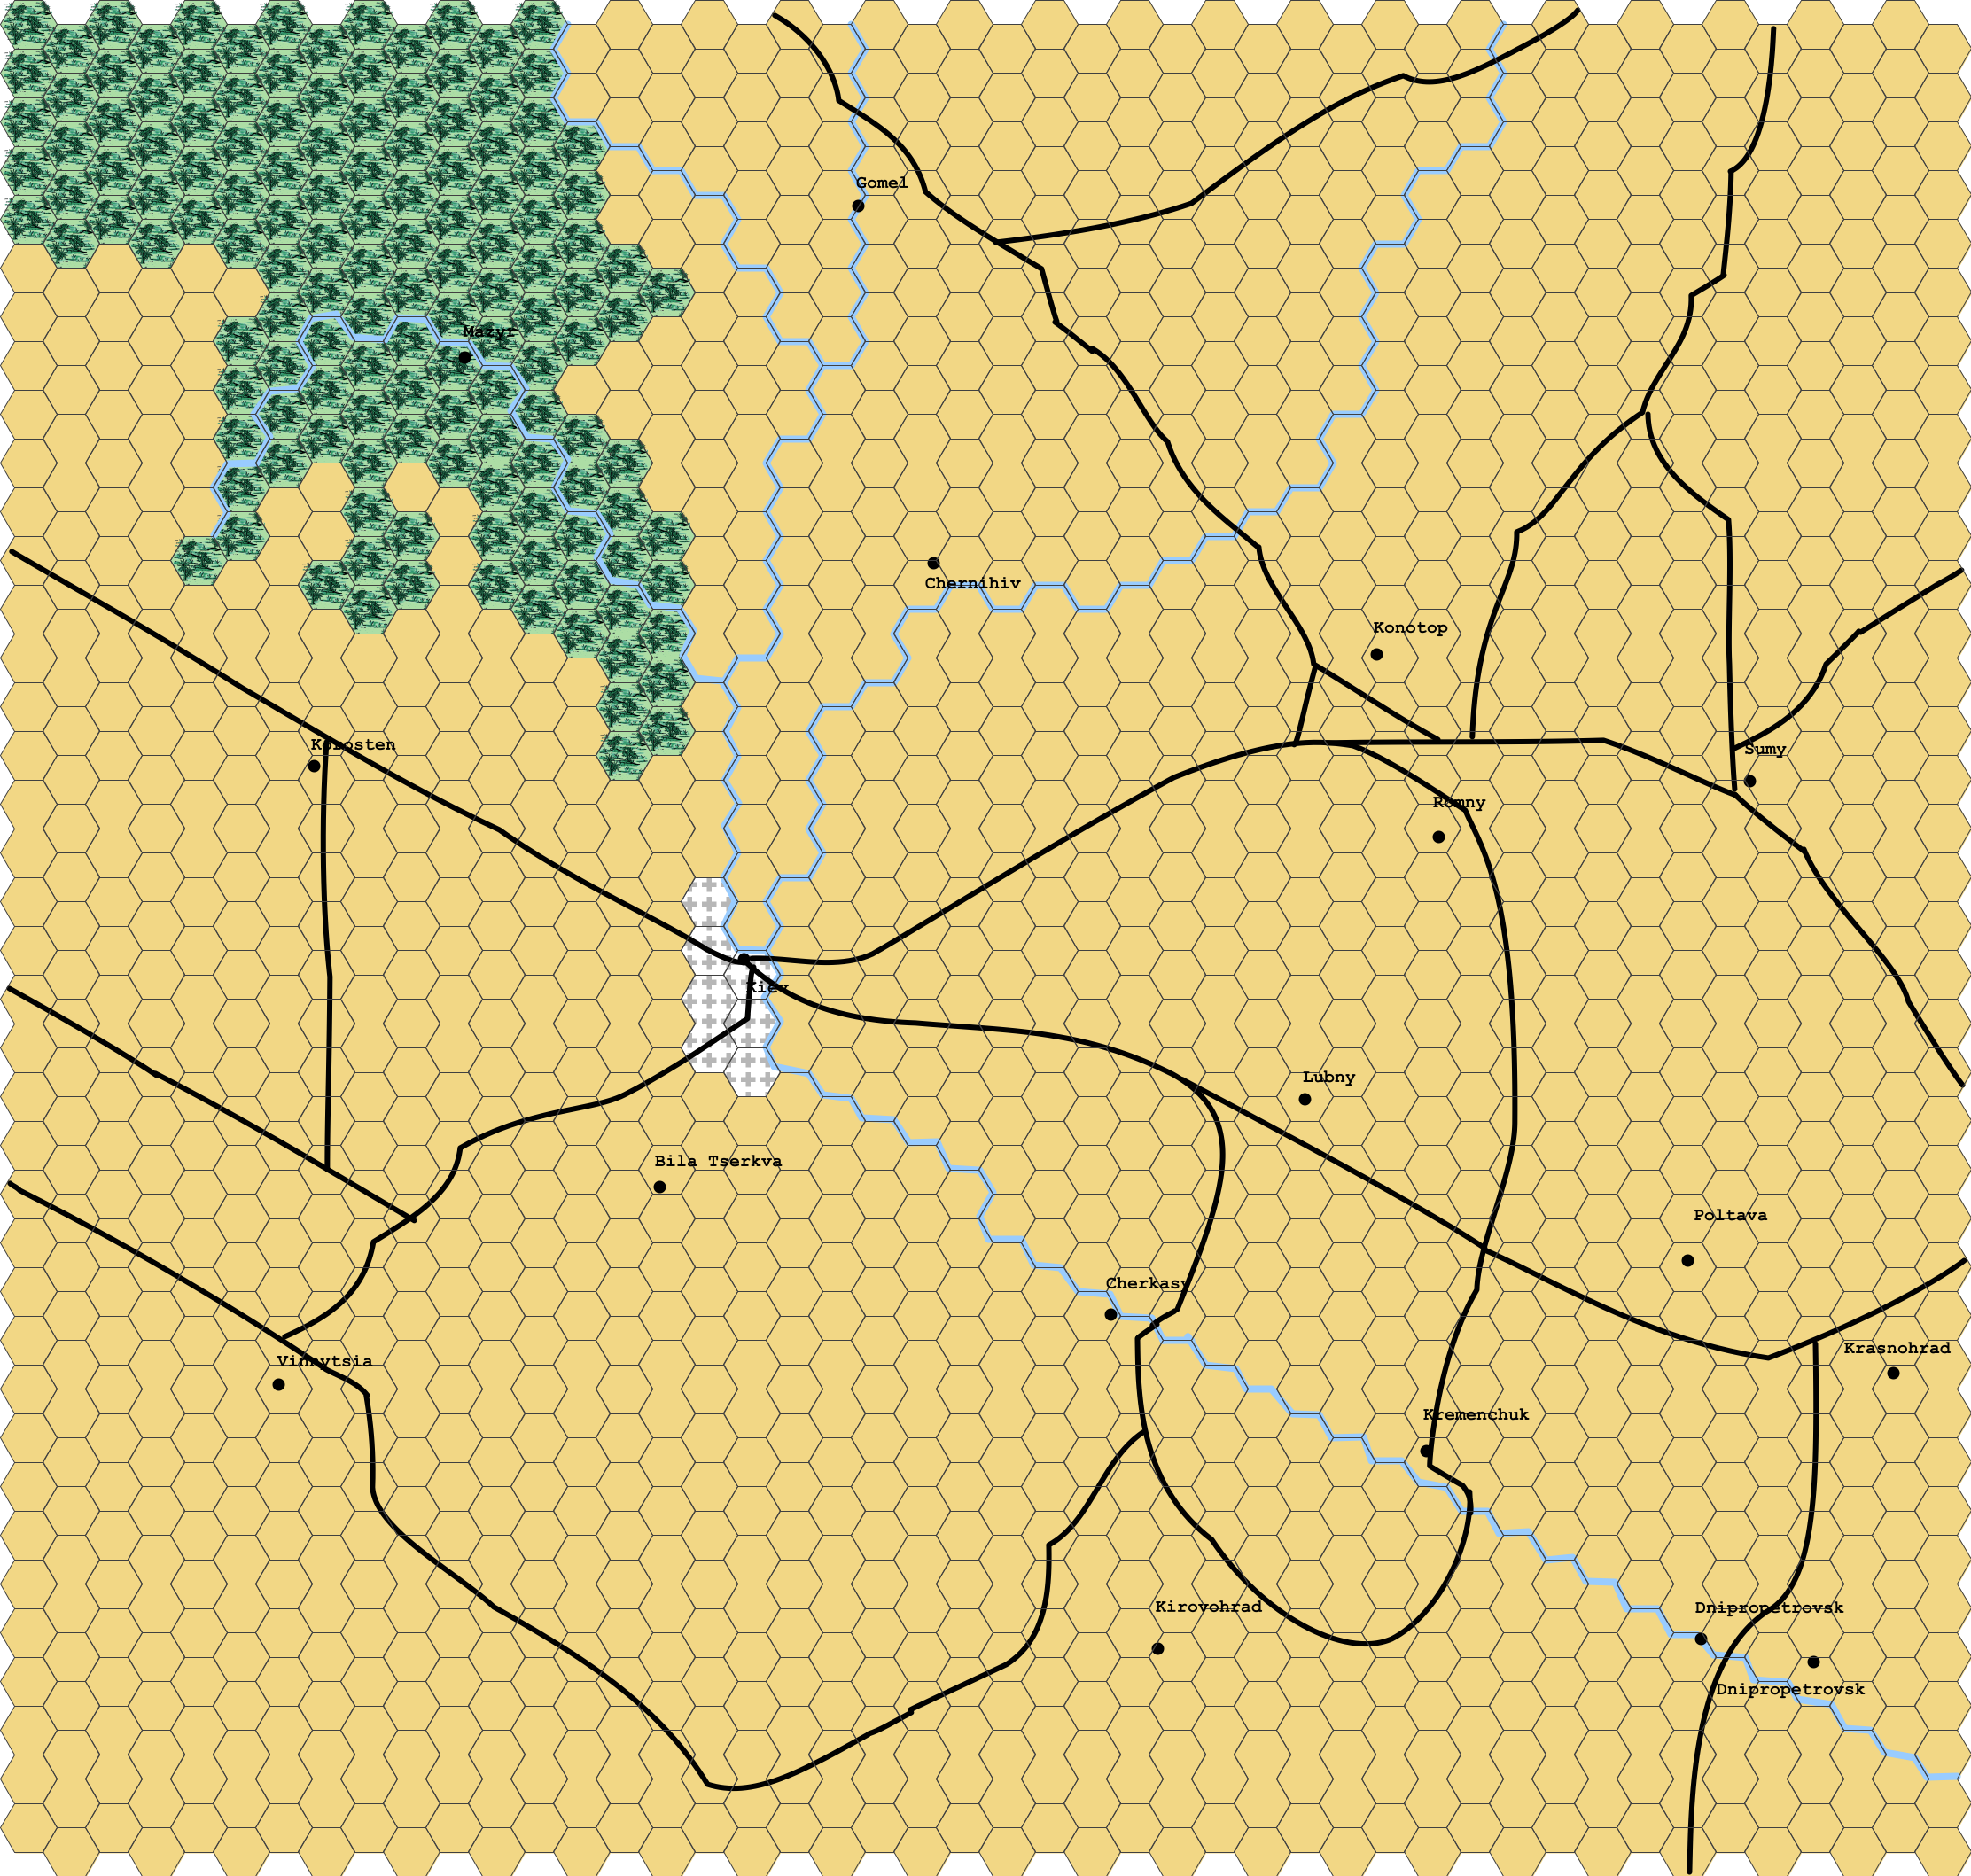 Gomel
Mazyr
Chernihiv
Konotop
Korosten
Sumy
Romny
Kiev
Lubny
Bila Tserkva
Poltava
Cherkasy
Krasnohrad
Vinnytsia
Kremenchuk
Kirovohrad
Dnipropetrovsk
Dnipropetrovsk